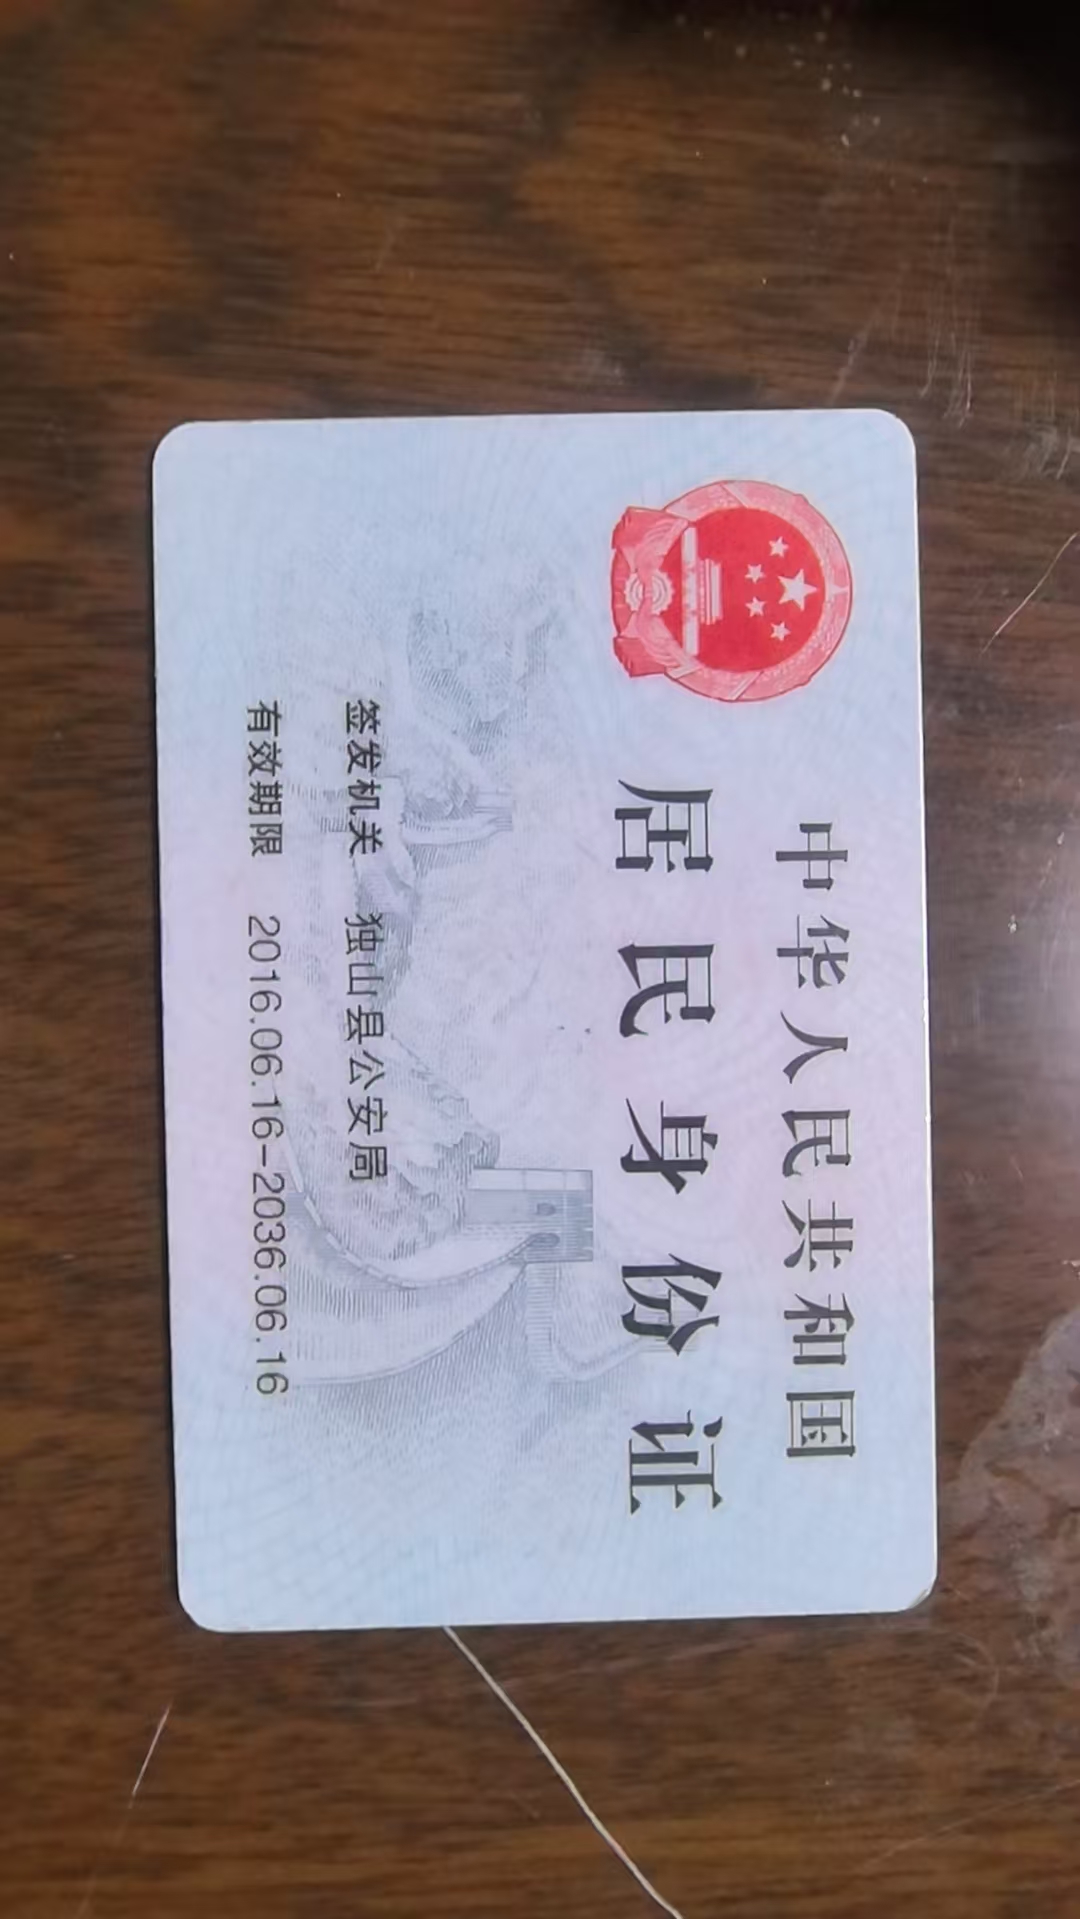 中华人民共和国
居民身份证
签发机关 独山县公安局
有效期限 2016.06.16-2036.06.16